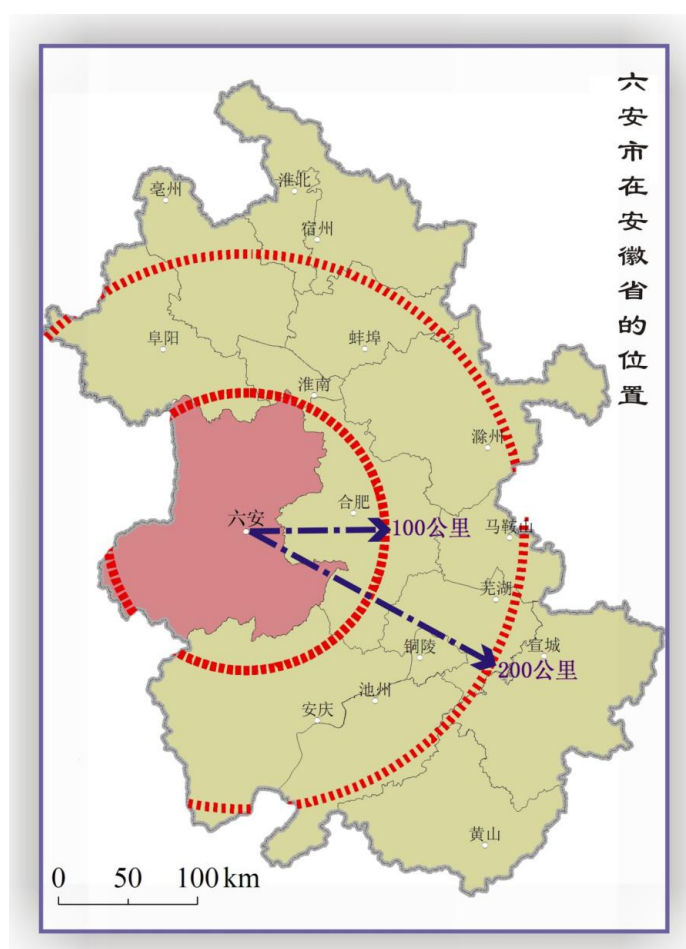 六安市在安徽省的位置
亳州
淮北
宿州
阜阳
蚌埠
淮南
滁州
六安
合肥
100公里
马鞍山
芜湖
铜陵
宣城
200公里
池州
安庆
黄山
0 50 100 km